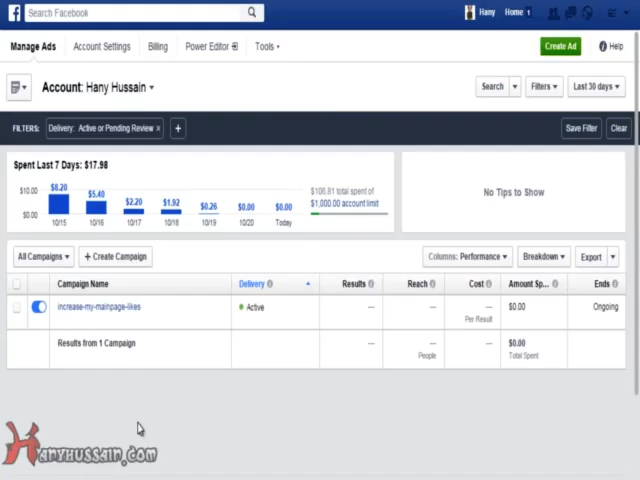 Search Facebook
Hany Home 1
Manage Ads Account Settings Billing Power Editor Tools Create Ad Help
Account: Hany Hussain Search Filters Last 30 days
FILTERS: Delivery: Active or Pending Review x + Save Filter Clear
Spent Last 7 Days: $17.98
$10.00 $8.20 $5.40 $2.20 $1.92 $0.26 $0.00 $0.00 $106.81 total spent of
$0.00 $1,000.00 account limit
10/15 10/16 10/17 10/18 10/19 10/20 Today
No Tips to Show
All Campaigns + Create Campaign Columns: Performance Breakdown Export
Campaign Name Delivery Results Reach Cost Amount Sp... Ends
increase-my-mainpage-likes Active — — — $0.00 Ongoing
Per Result
Results from 1 Campaign — — — $0.00
People Total Spent
Hanyhussain.com